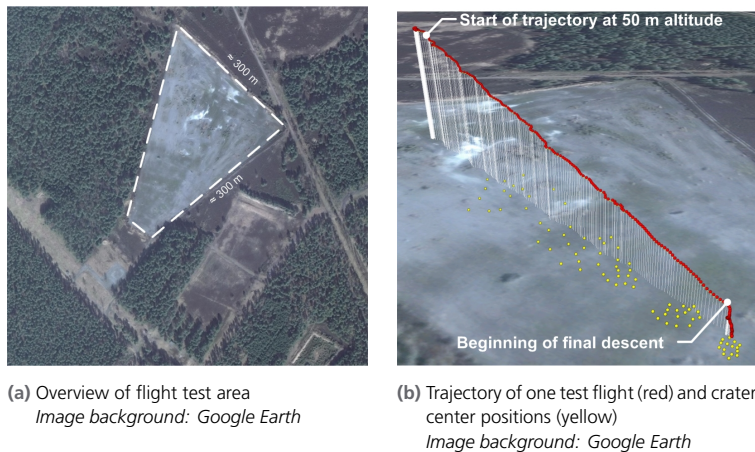 ≈ 300 m
≈ 300 m
(a) Overview of flight test area
Image background: Google Earth
Start of trajectory at 50 m altitude
Beginning of final descent
(b) Trajectory of one test flight (red) and crater
center positions (yellow)
Image background: Google Earth